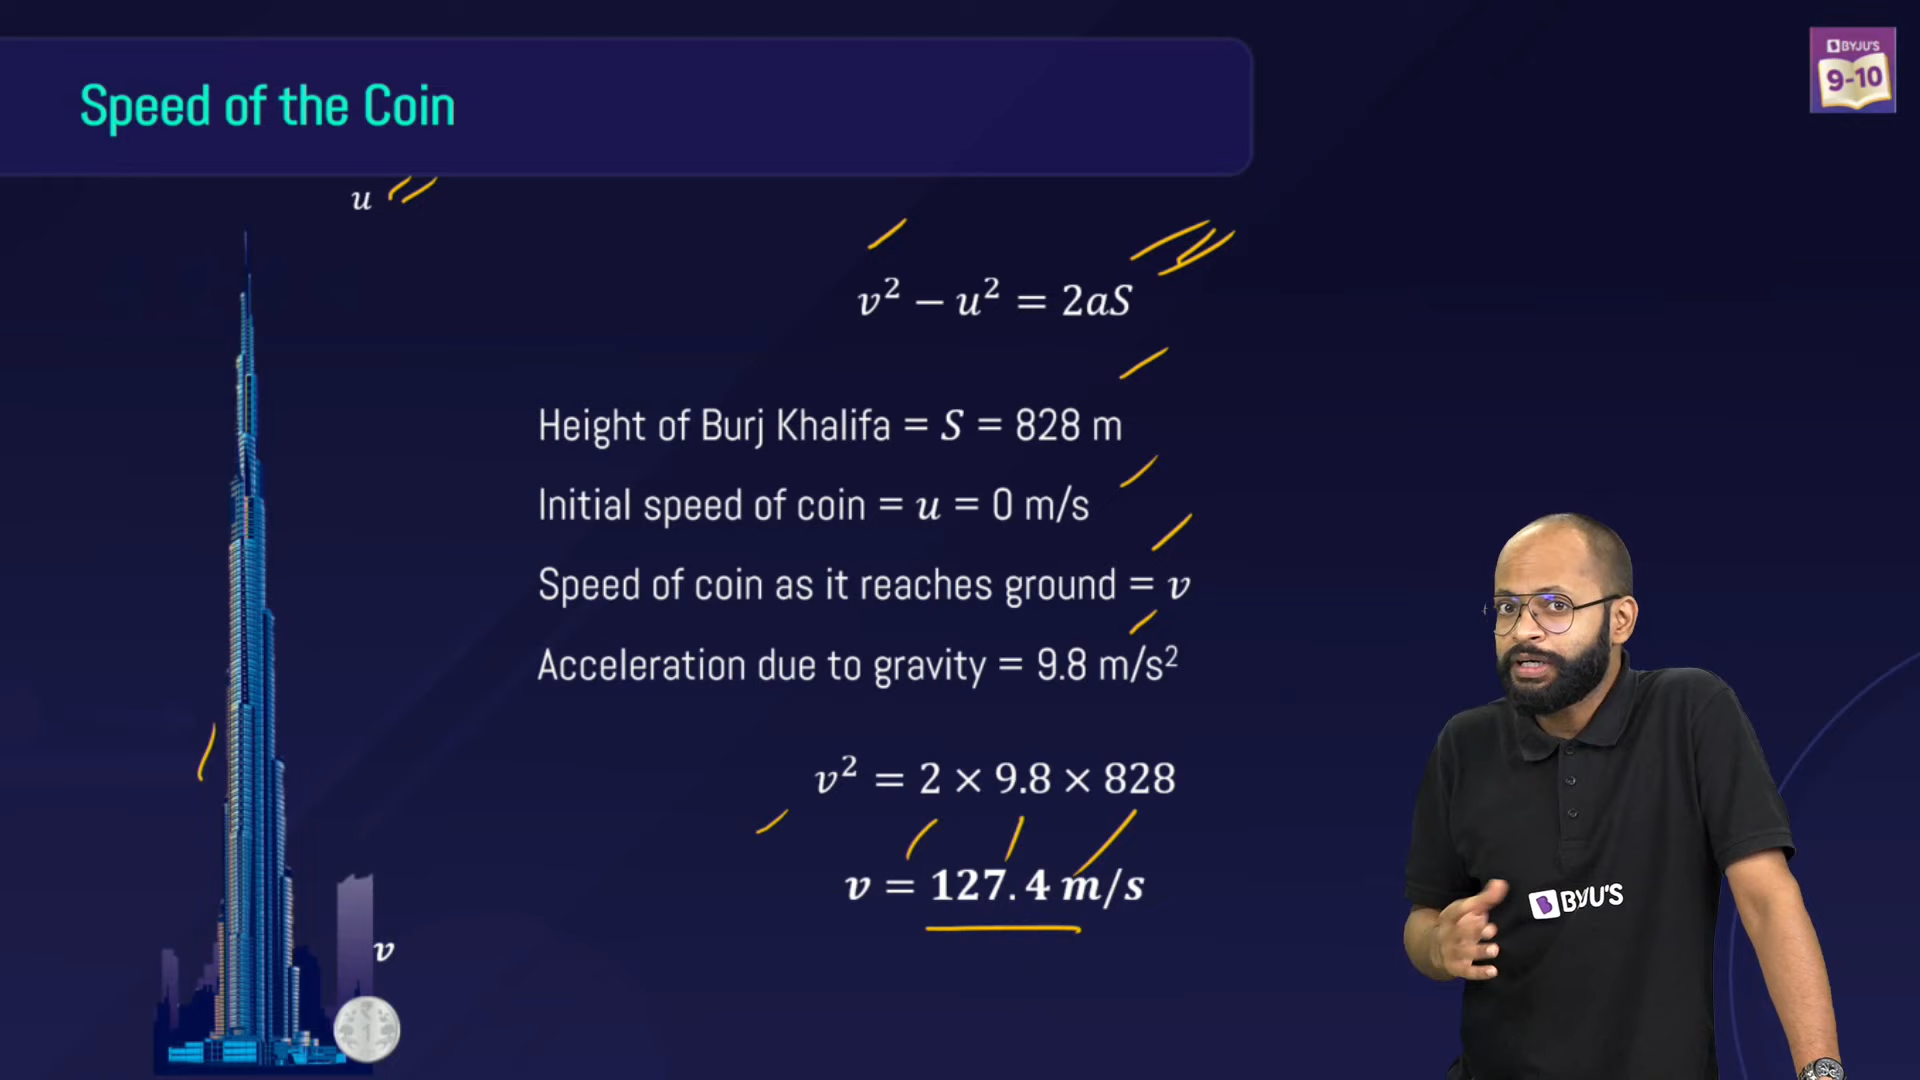 Speed of the Coin
BYJU'S
9-10
u
v² − u² = 2aS
Height of Burj Khalifa = S = 828 m
Initial speed of coin = u = 0 m/s
Speed of coin as it reaches ground = v
Acceleration due to gravity = 9.8 m/s²
v² = 2 × 9.8 × 828
v = 127.4 m/s
v
₹
1
BYJU'S